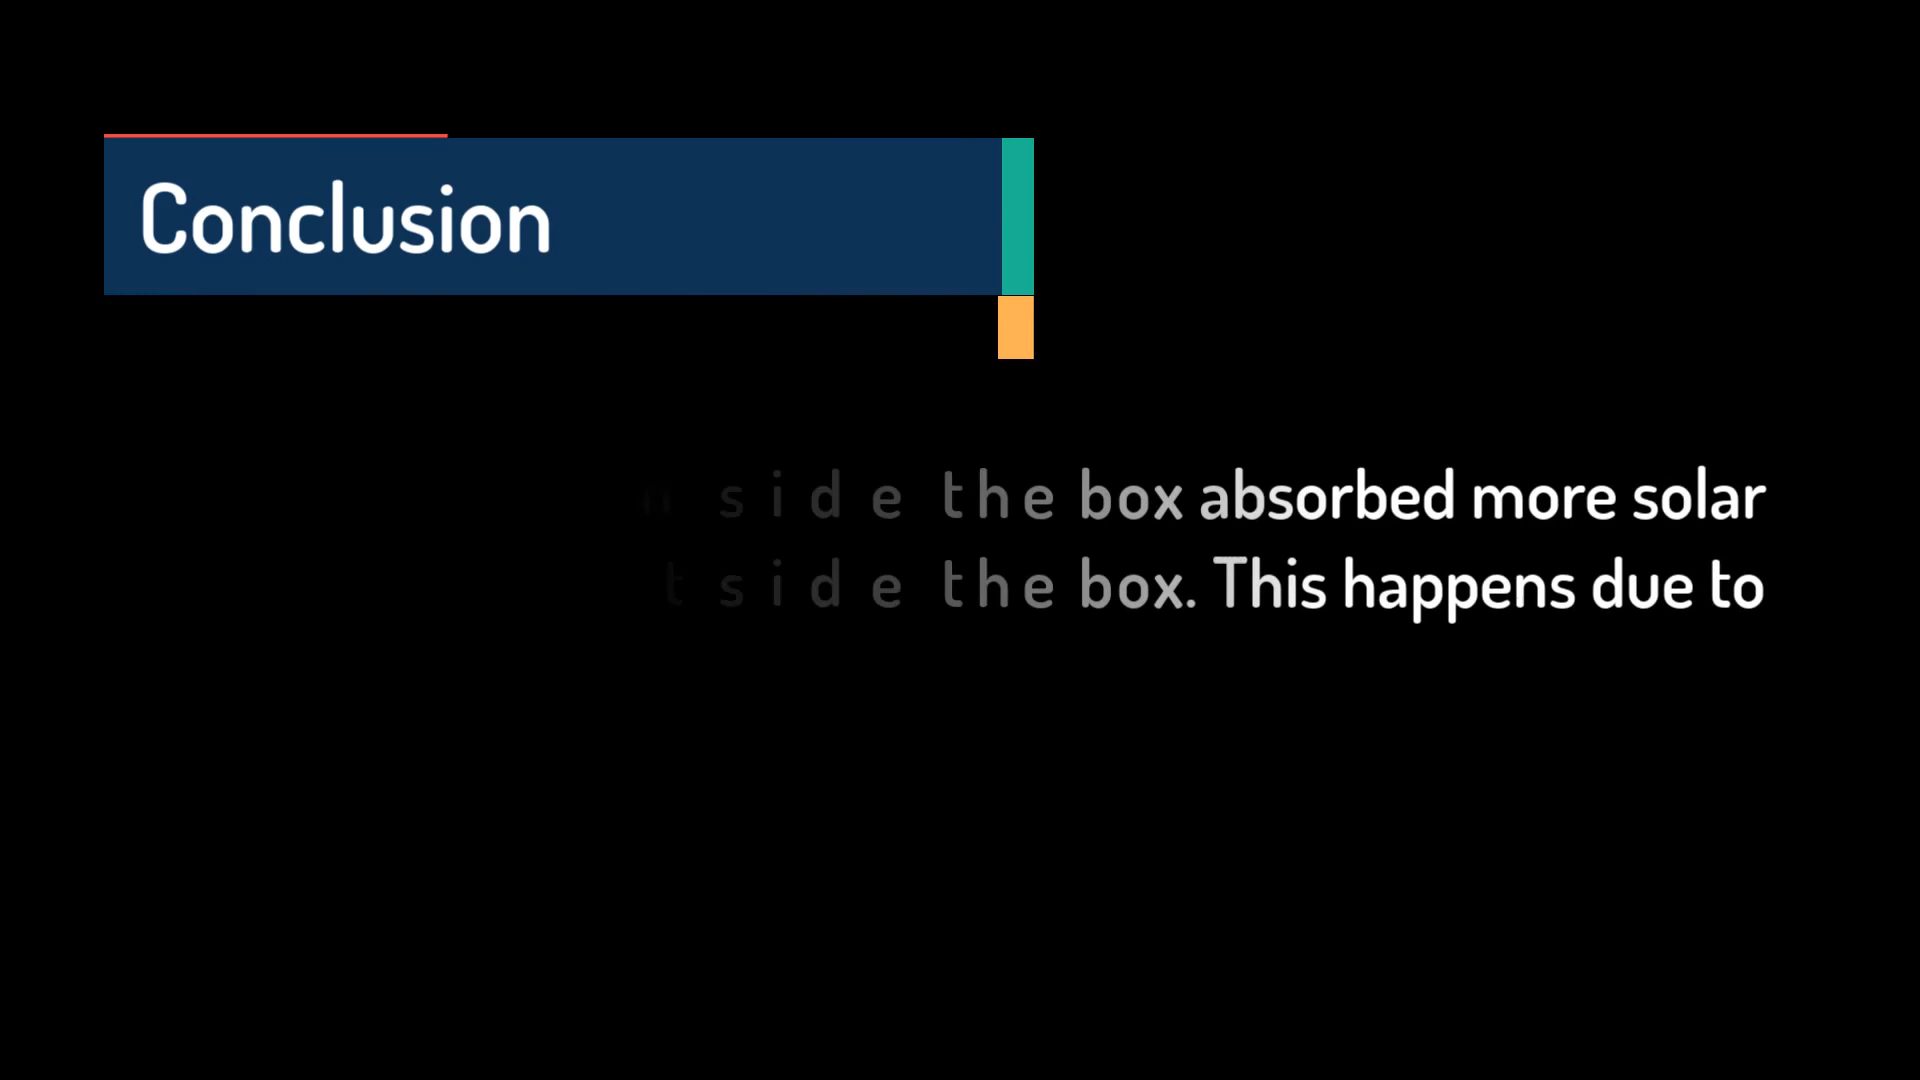 Conclusion
side the box absorbed more solar
side the box. This happens due to